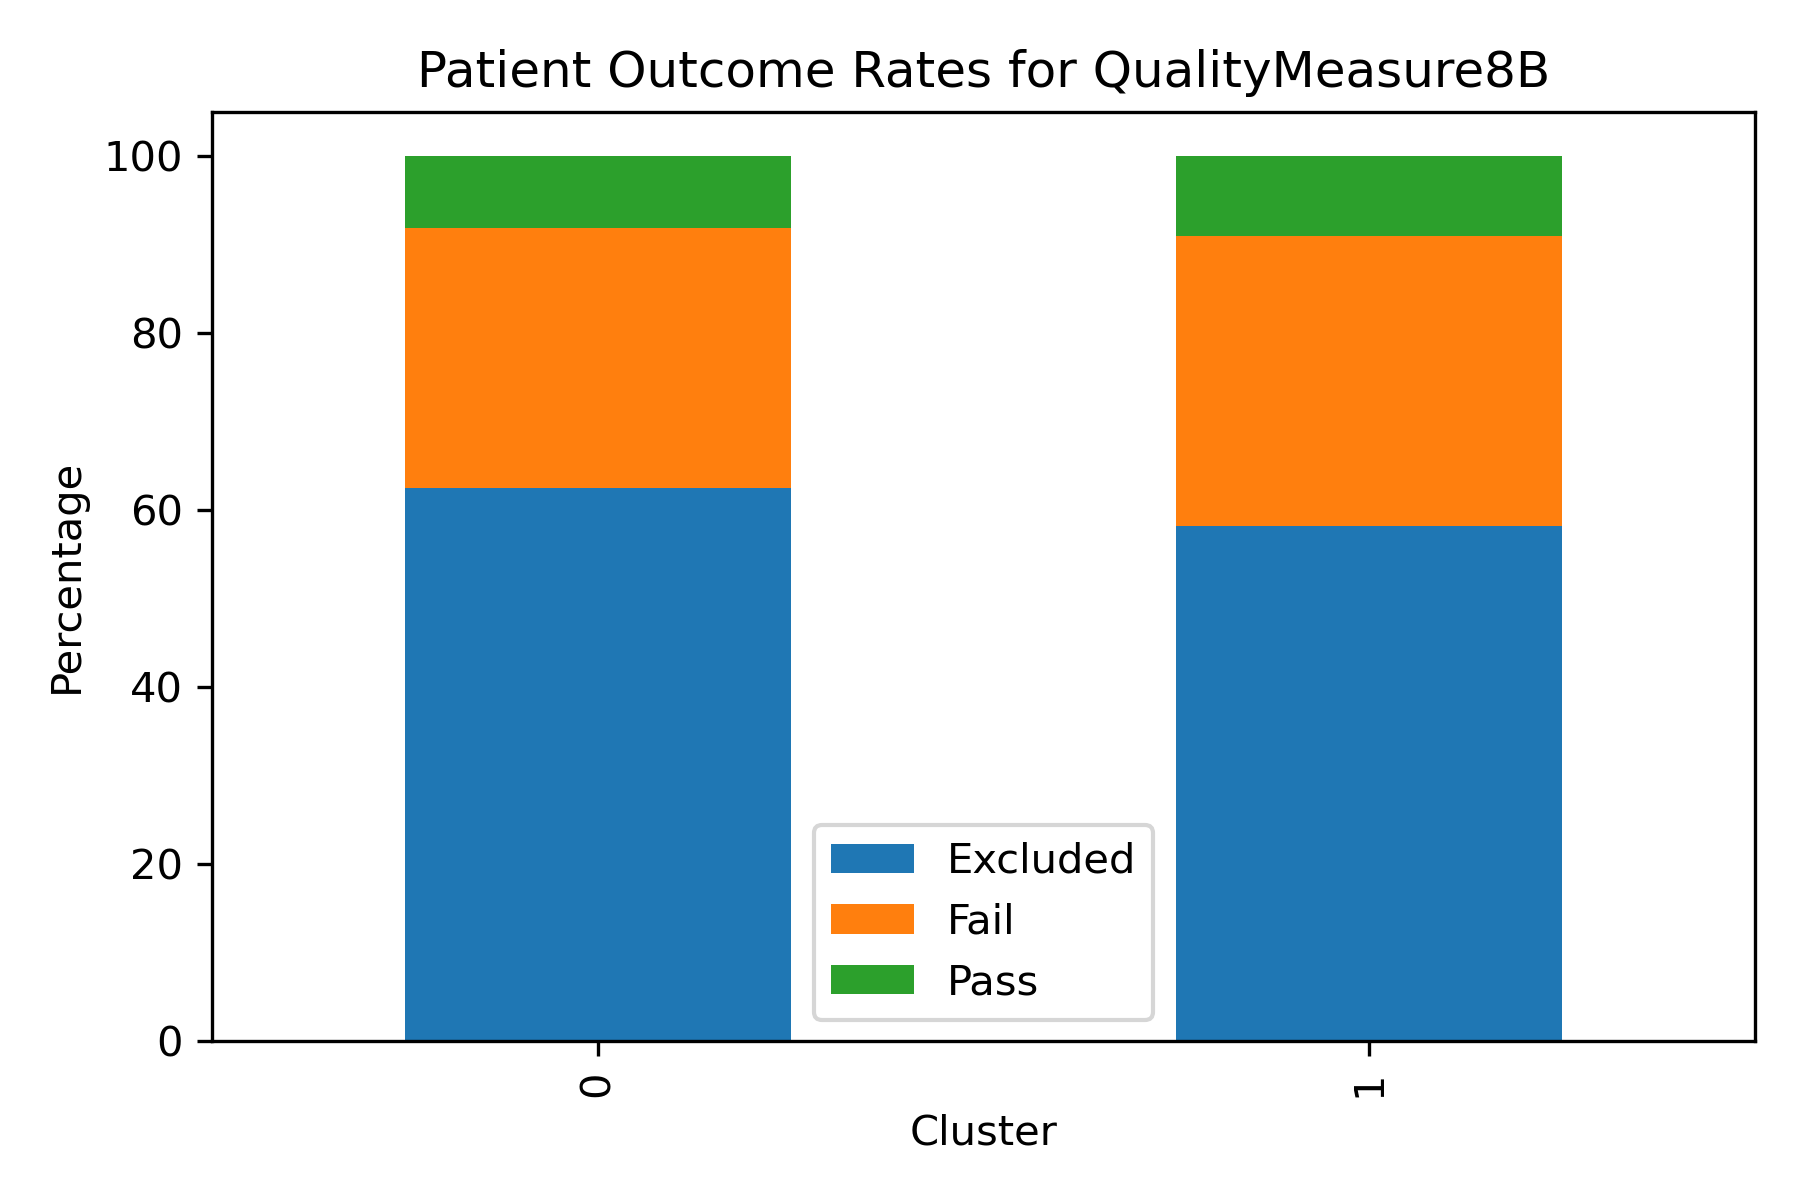 Patient Outcome Rates for QualityMeasure8B
100
80
60
40
20
0
Percentage
Excluded
Fail
Pass
0
1
Cluster